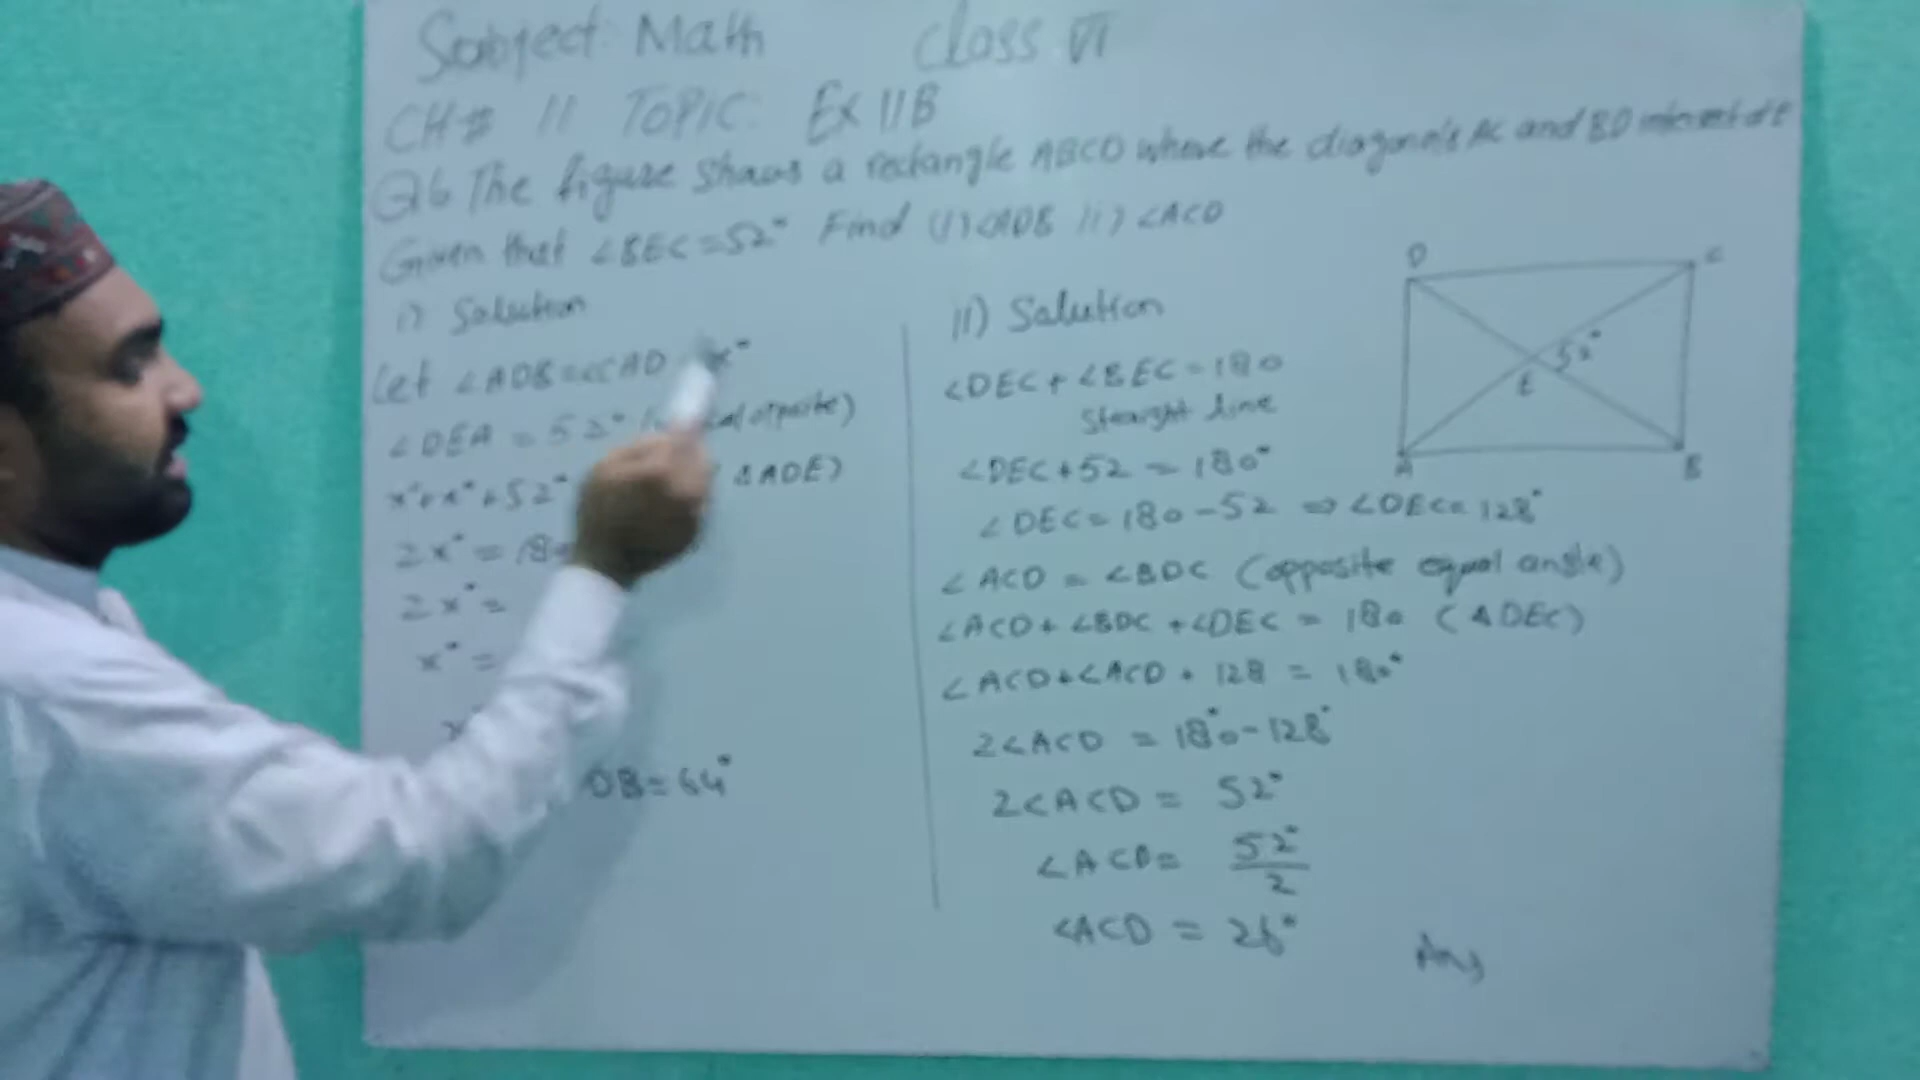 Subject: Math Class VI
CH# 11 TOPIC: EX 11B
Q6 The figure shows a rectangle ABCD where the diagonals AC and BD at E
Given that ∠BEC=52° Find (i) ∠ADB ii) ∠ACD
i) Solution
Let ∠ADB=∠CAD x°
∠DEA = 52° opposite)
x°+x°+52° ΔADE)
2x° = 180
2x° =
x° =
x°
DB=64°
II) Solution
∠DEC+∠BEC=180
Straight line
∠DEC+52 = 180°
∠DEC=180-52 ⇒ ∠DEC=128°
∠ACD = ∠BDC (opposite equal angle)
∠ACD+∠BDC+∠DEC = 180 (ΔDEC)
∠ACD+∠ACD+128 = 180°
2∠ACD = 180°-128°
2∠ACD = 52°
∠ACD= 52°/2
∠ACD = 26°
Ans
D C
52°
E
A B